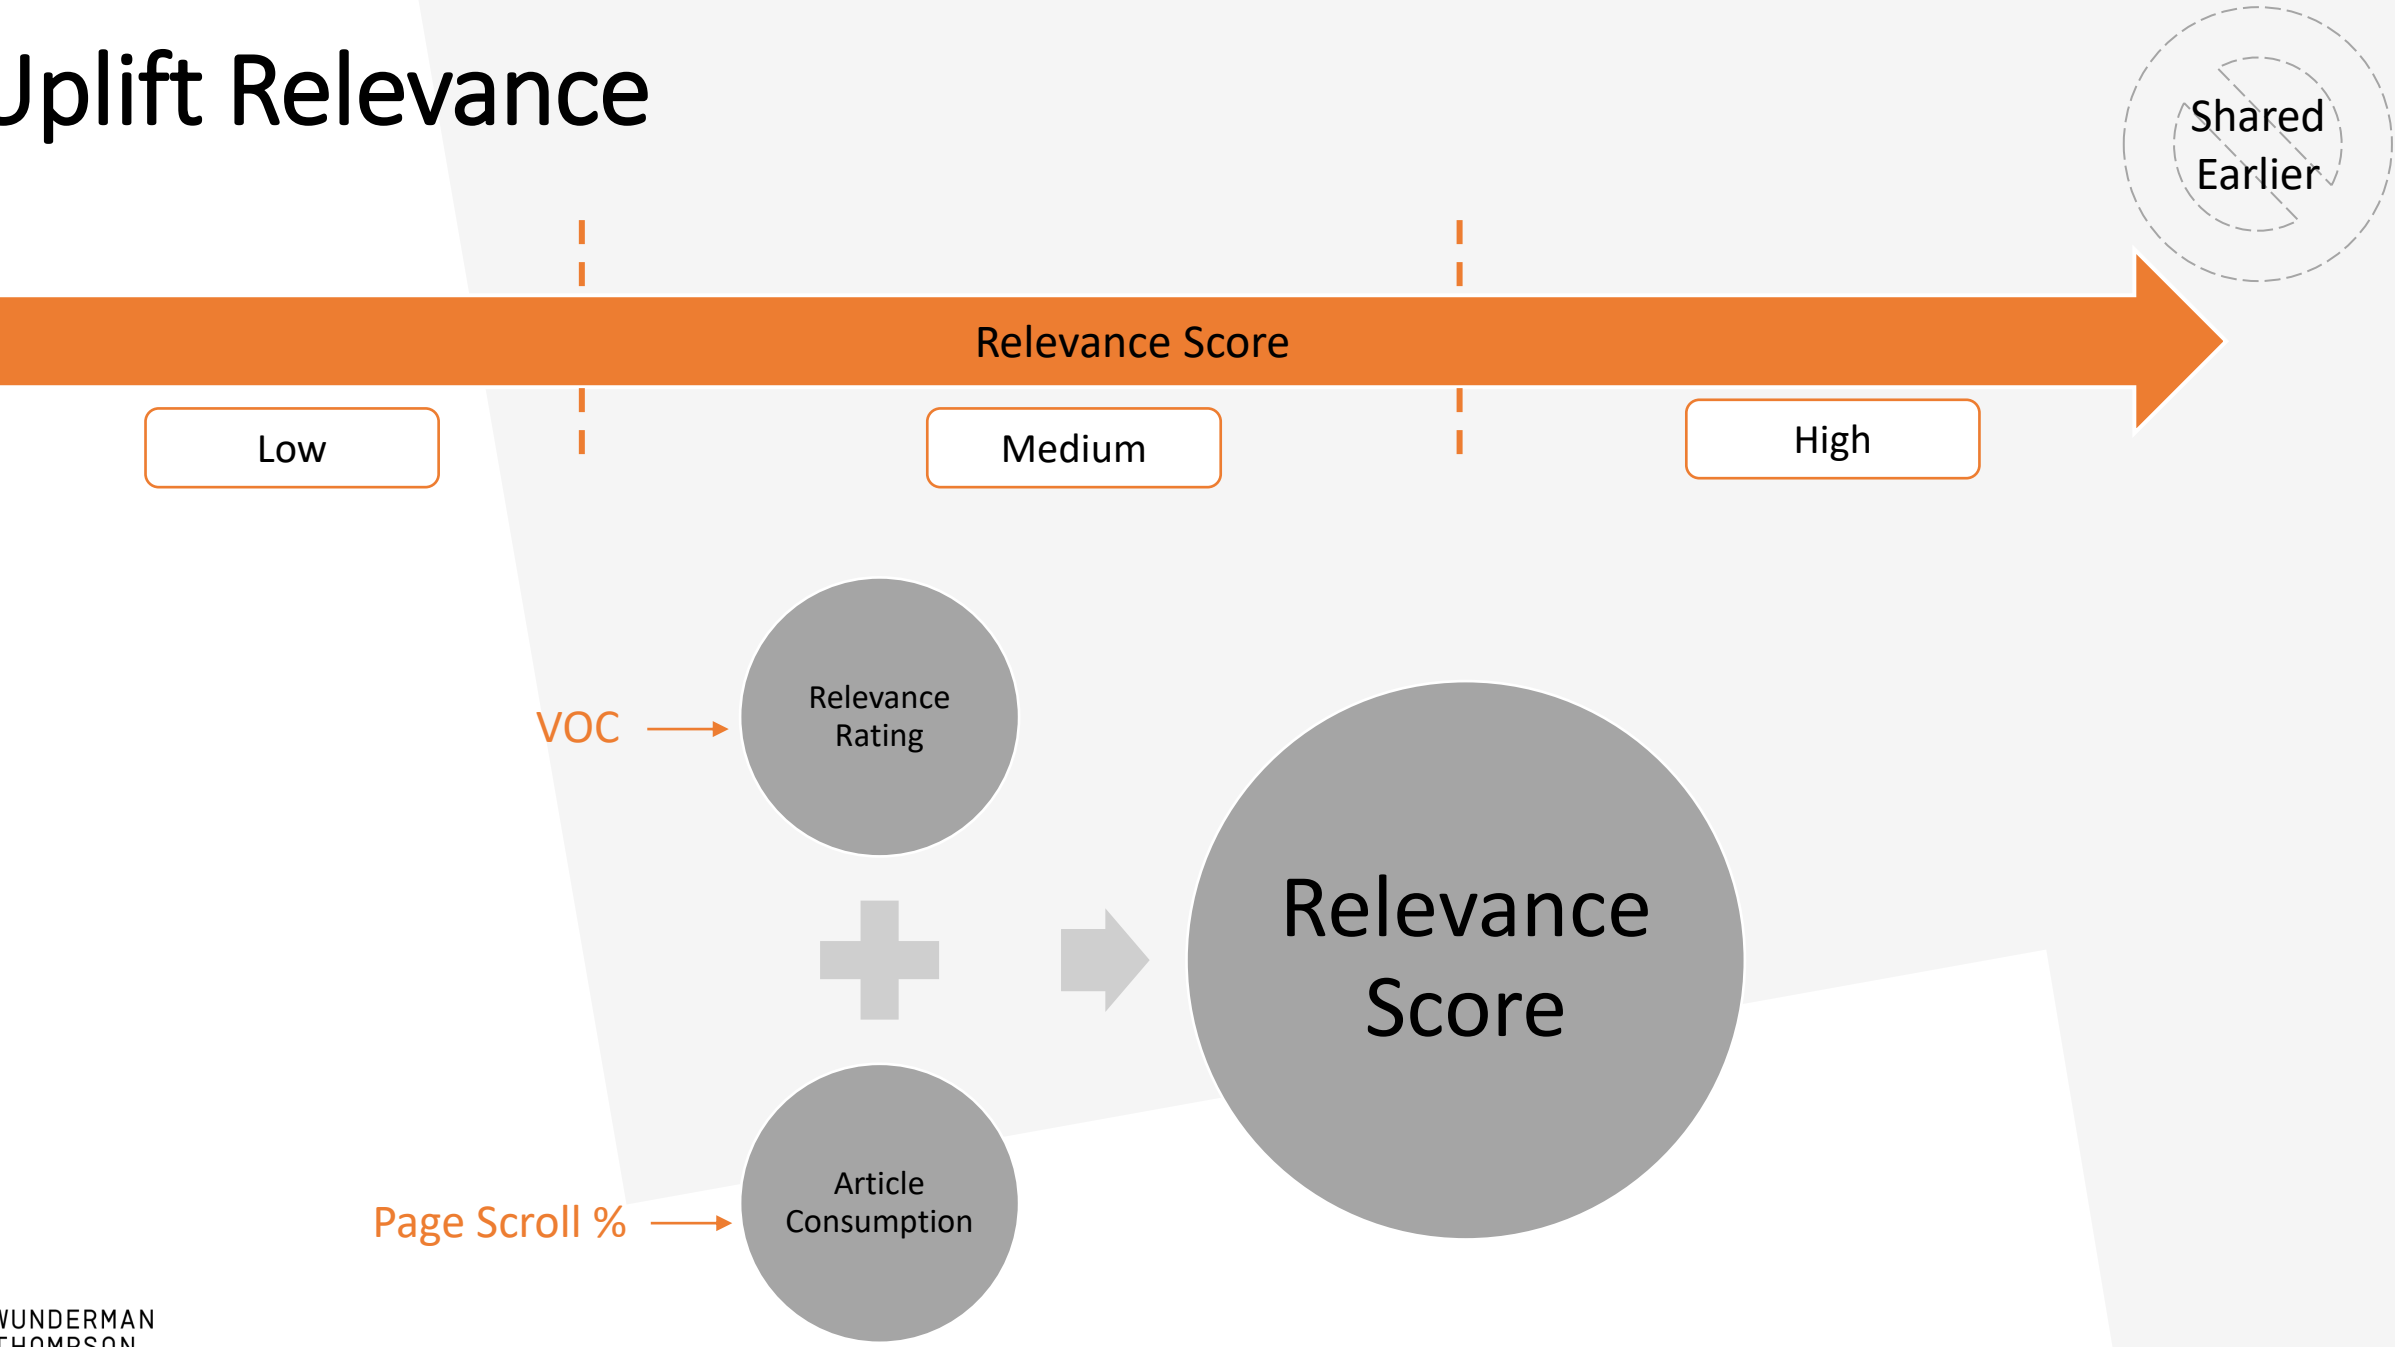 Uplift Relevance
Shared
Earlier
Relevance Score
Low
Medium
High
Relevance
Rating
VOC
Relevance
Score
Article
Consumption
Page Scroll %
WUNDERMAN
THOMPSON